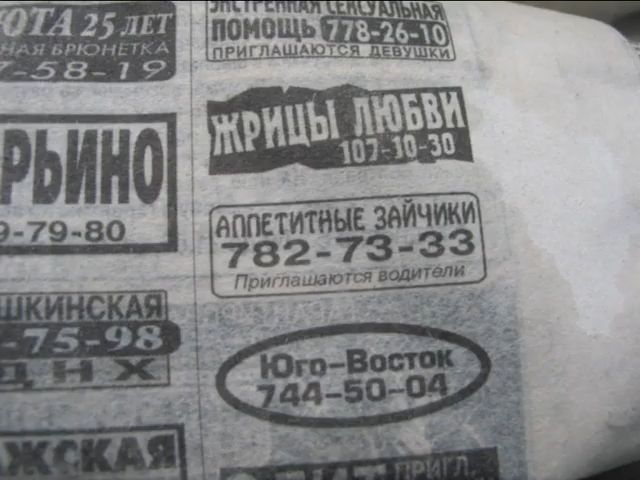 ЮТА 25 ЛЕТ
НАЯ БРЮНЕТКА
7-58-19
РЬИНО
9-79-80
ШКИНСКАЯ
-75-98
ДНХ
ЖСКАЯ
ЭКСТРЕННАЯ СЕКСУАЛЬНАЯ
ПОМОЩЬ 778-26-10
ПРИГЛАШАЮТСЯ ДЕВУШКИ
ЖРИЦЫ ЛЮБВИ
107-10-30
АППЕТИТНЫЕ ЗАЙЧИКИ
782-73-33
Приглашаются водители
Юго-Восток
744-50-04
ПРИГЛ.